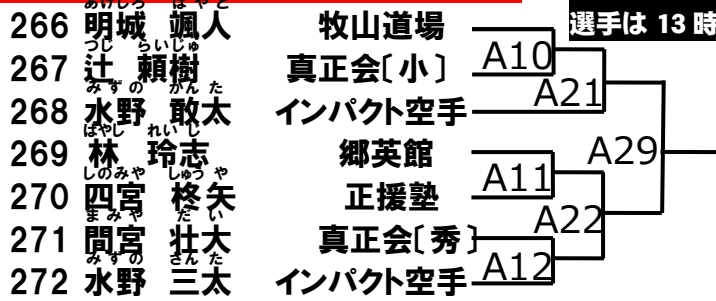 あけしろ はやと
266 明城 颯人 牧山道場
選手は 13 時
A10
つじ らいじゅ
267 辻 頼樹 真正会〔小〕
A21
みずの かんた
268 水野 敢太 インパクト空手
はやし れいじ
269 林 玲志 郷英館
A29
A11
しのみや しゅうや
270 四宮 柊矢 正援塾
A22
まみや だい
271 間宮 壮大 真正会〔秀〕
A12
みずの さんた
272 水野 三太 インパクト空手